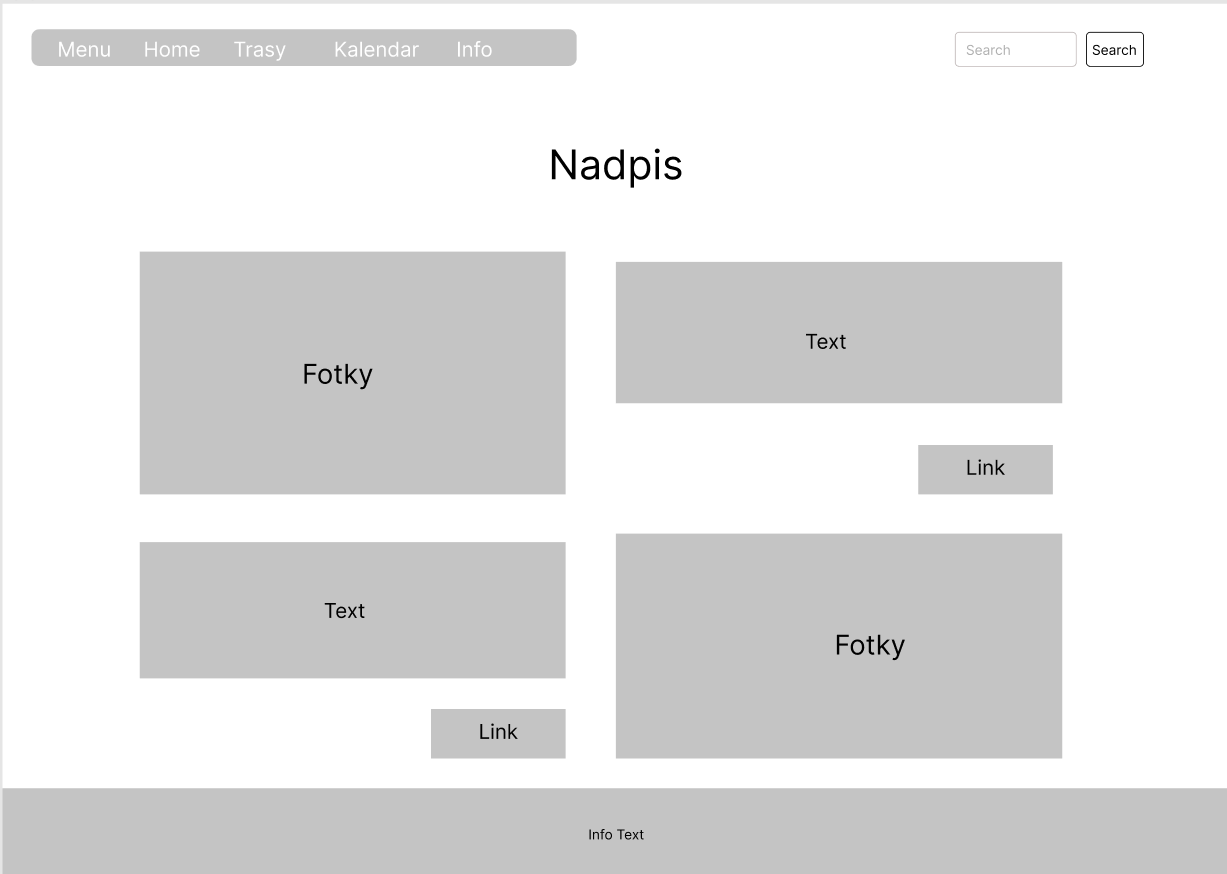 Menu Home Trasy Kalendar Info
Search Search
Nadpis
Fotky
Text
Link
Text
Link
Fotky
Info Text